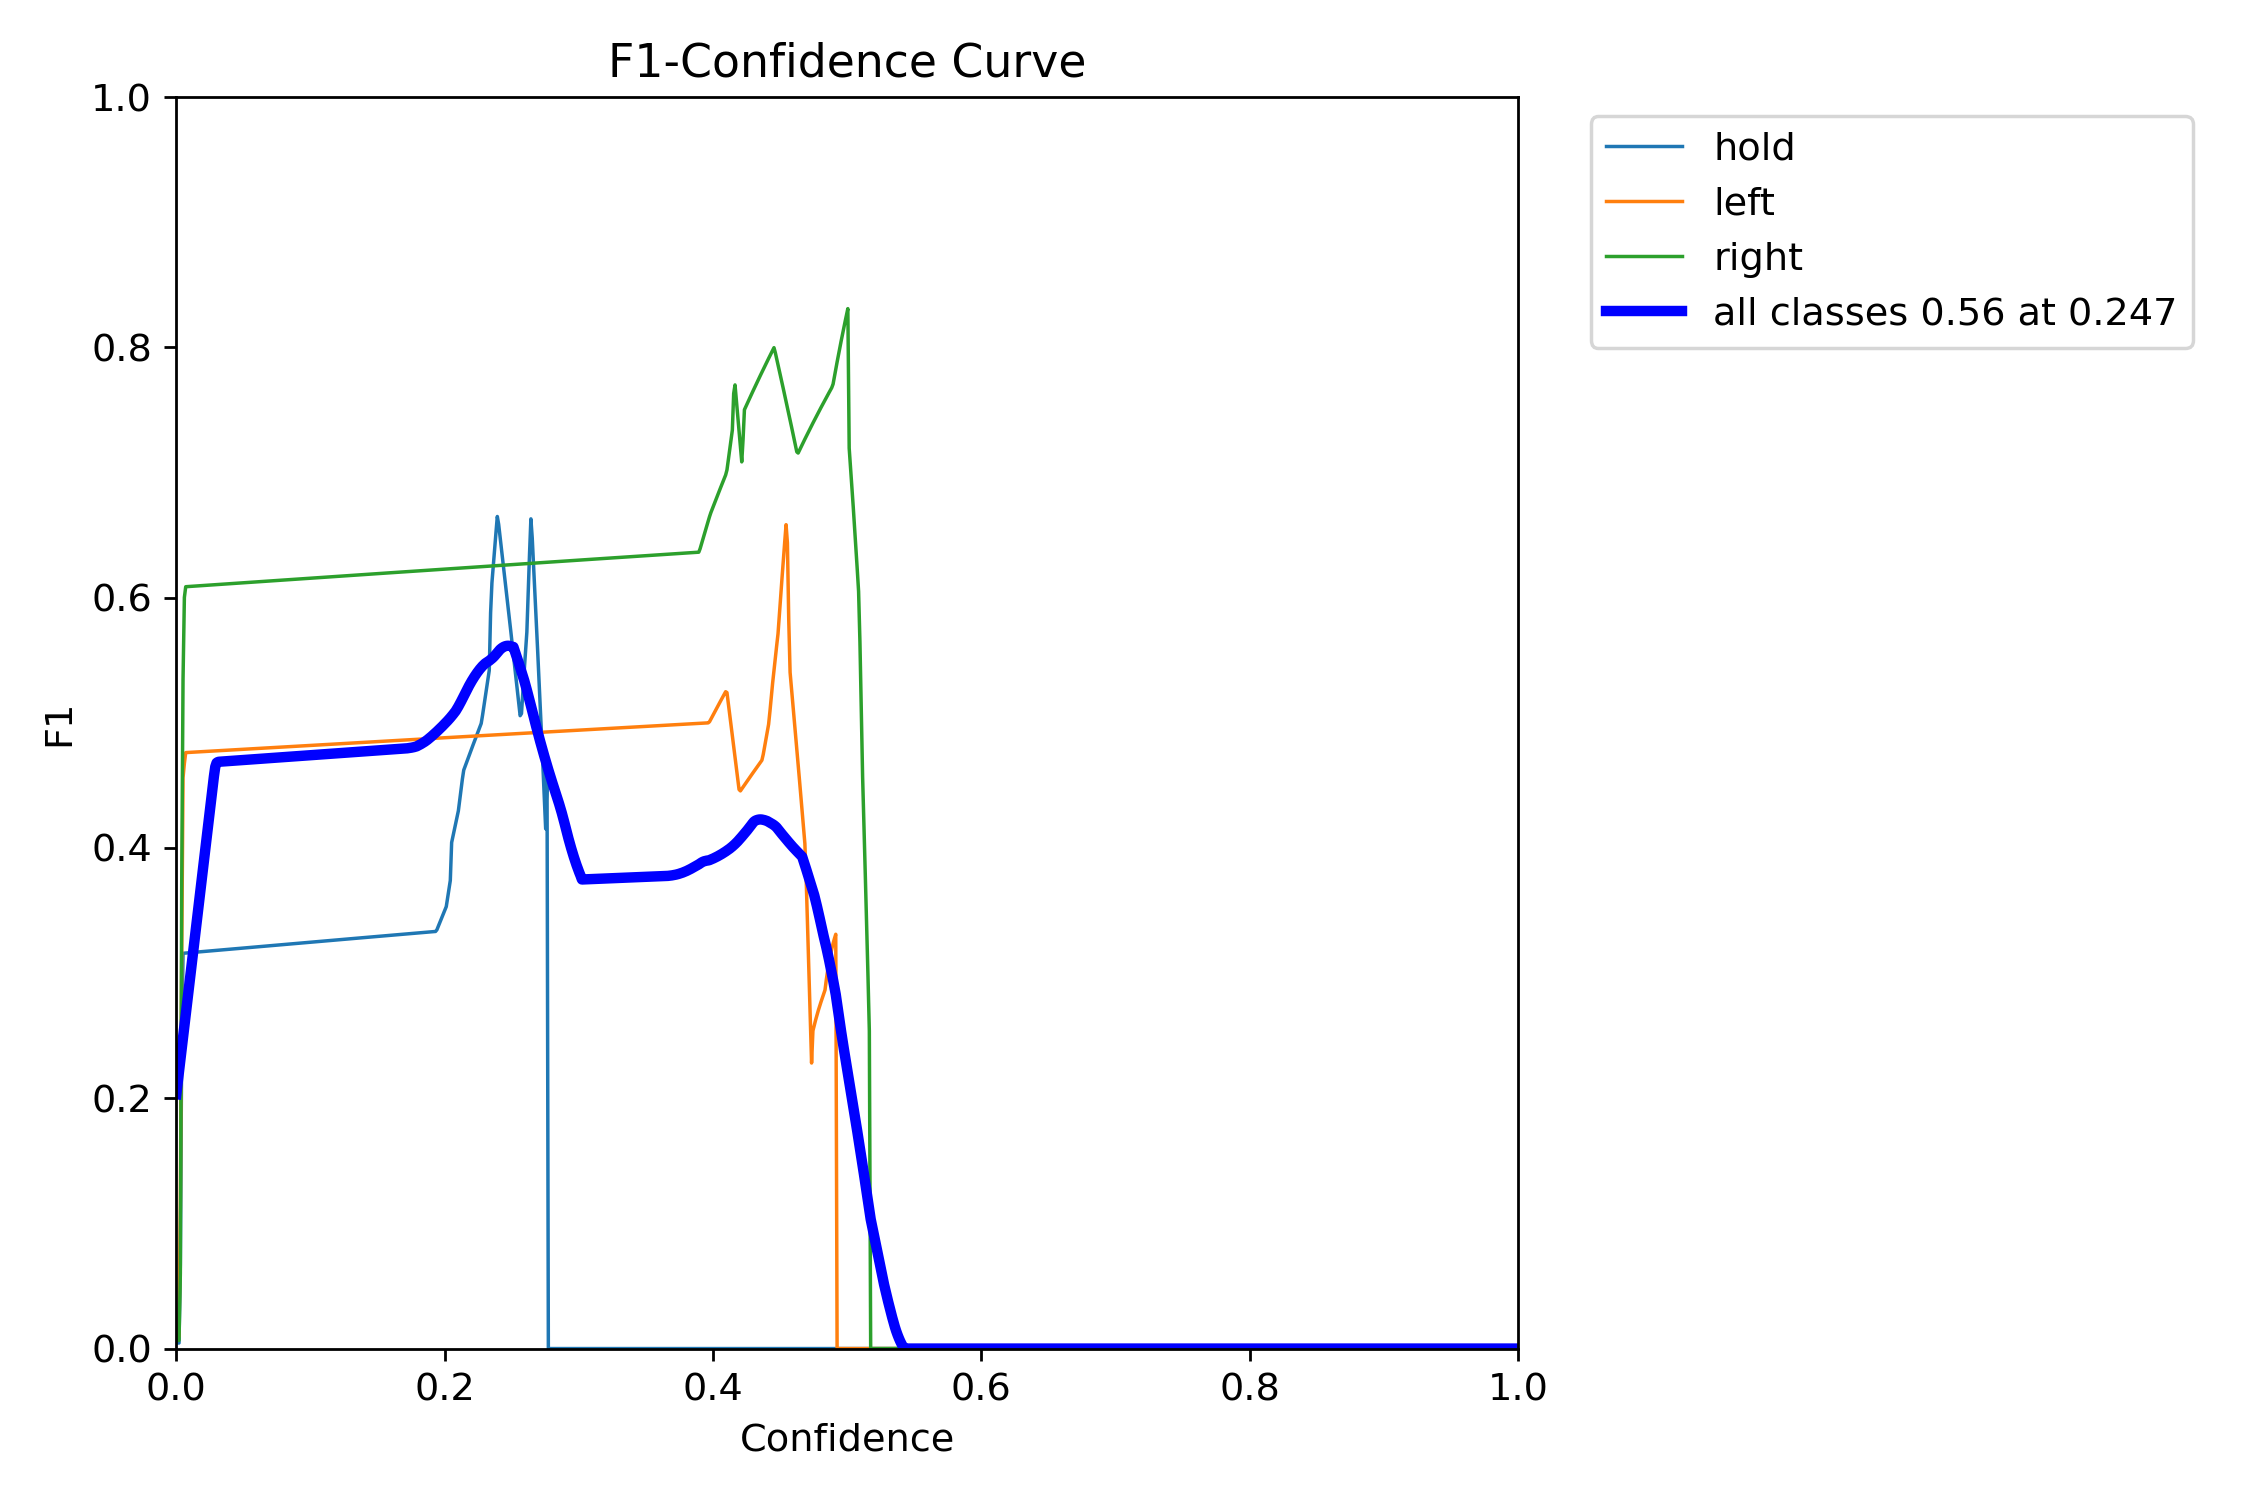 F1-Confidence Curve
1.0
0.8
0.6
0.4
0.2
0.0
F1
0.0 0.2 0.4 0.6 0.8 1.0
Confidence
hold
left
right
all classes 0.56 at 0.247